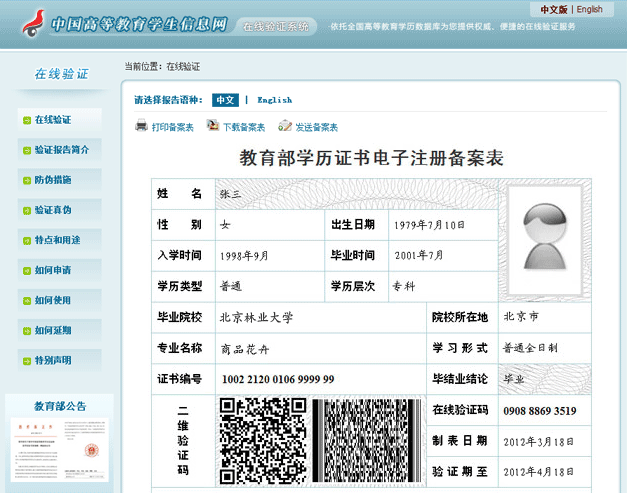 中文版 | English
中国高等教育学生信息网 在线验证系统 ·依托全国高等教育学历数据库为您提供权威、便捷的在线验证服务
在线验证
当前位置：在线验证
在线验证
验证报告简介
防伪措施
验证真伪
特点和用途
如何申请
如何使用
如何延期
特别声明
教育部公告
请选择报告语种： 中文 | English
打印备案表 下载备案表 发送备案表
教育部学历证书电子注册备案表
姓 名 张三
性 别 女 出生日期 1979年7月10日
入学时间 1998年9月 毕业时间 2001年7月
学历类型 普通 学历层次 专科
毕业院校 北京林业大学 院校所在地 北京市
专业名称 商品花卉 学习形式 普通全日制
证书编号 1002 2120 0106 9999 99 毕结业结论 毕业
二维验证码 在线验证码 0908 8869 3519
制表日期 2012年3月18日
验证期至 2012年4月18日